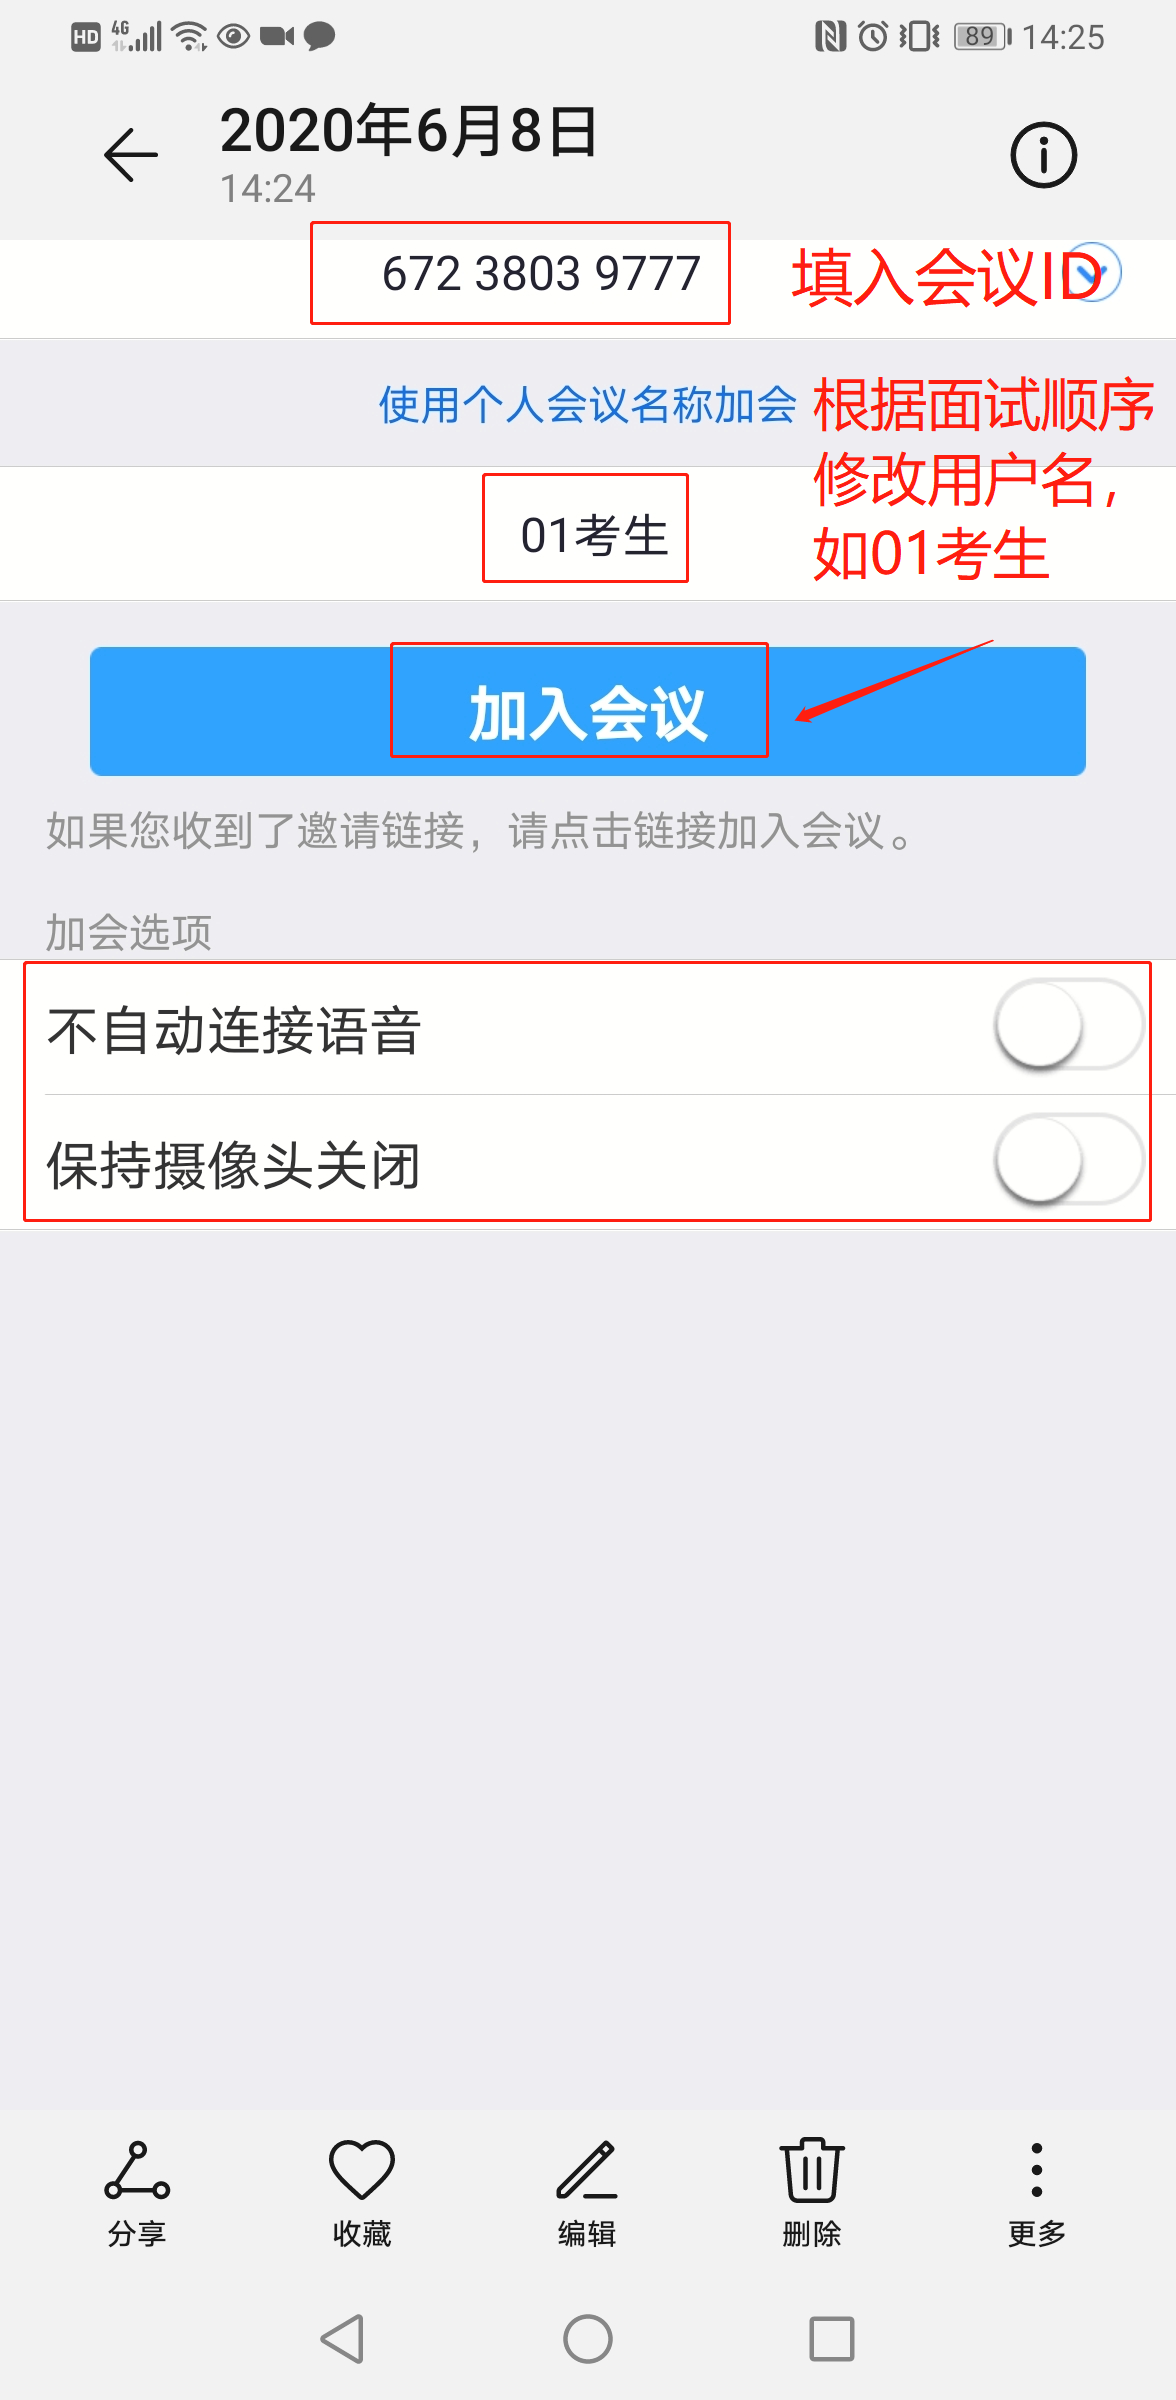 HD 4G 89 14:25
2020年6月8日
14:24
672 3803 9777
填入会议ID
使用个人会议名称加会
根据面试顺序
修改用户名，
如01考生
01考生
加入会议
如果您收到了邀请链接，请点击链接加入会议。
加会选项
不自动连接语音
保持摄像头关闭
分享 收藏 编辑 删除 更多